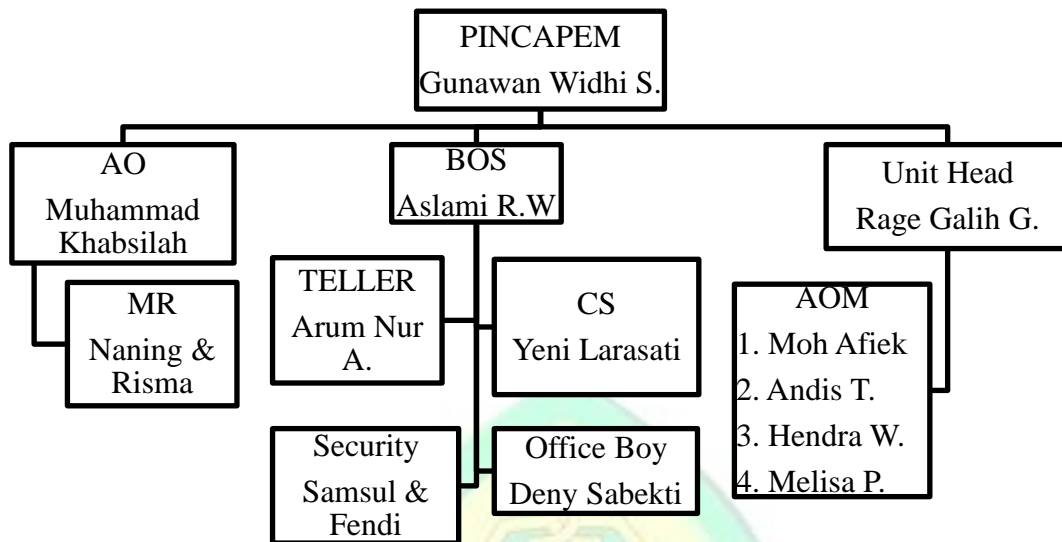 PINCAPEM
Gunawan Widhi S.
AO
Muhammad
Khabsilah
BOS
Aslami R.W
Unit Head
Rage Galih G.
MR
Naning &
Risma
TELLER
Arum Nur
A.
CS
Yeni Larasati
AOM
1. Moh Afiek
2. Andis T.
3. Hendra W.
4. Melisa P.
Security
Samsul &
Fendi
Office Boy
Deny Sabekti